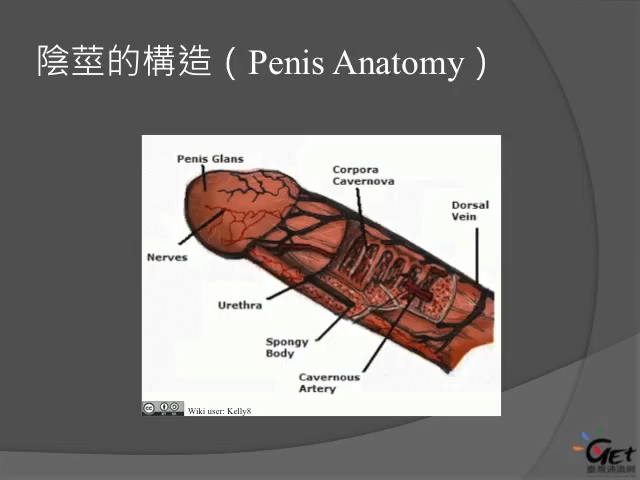 陰莖的構造（Penis Anatomy）
Penis Glans
Corpora
Cavernova
Dorsal
Vein
Nerves
Urethra
Spongy
Body
Cavernous
Artery
Wiki user: Kelly8
GET